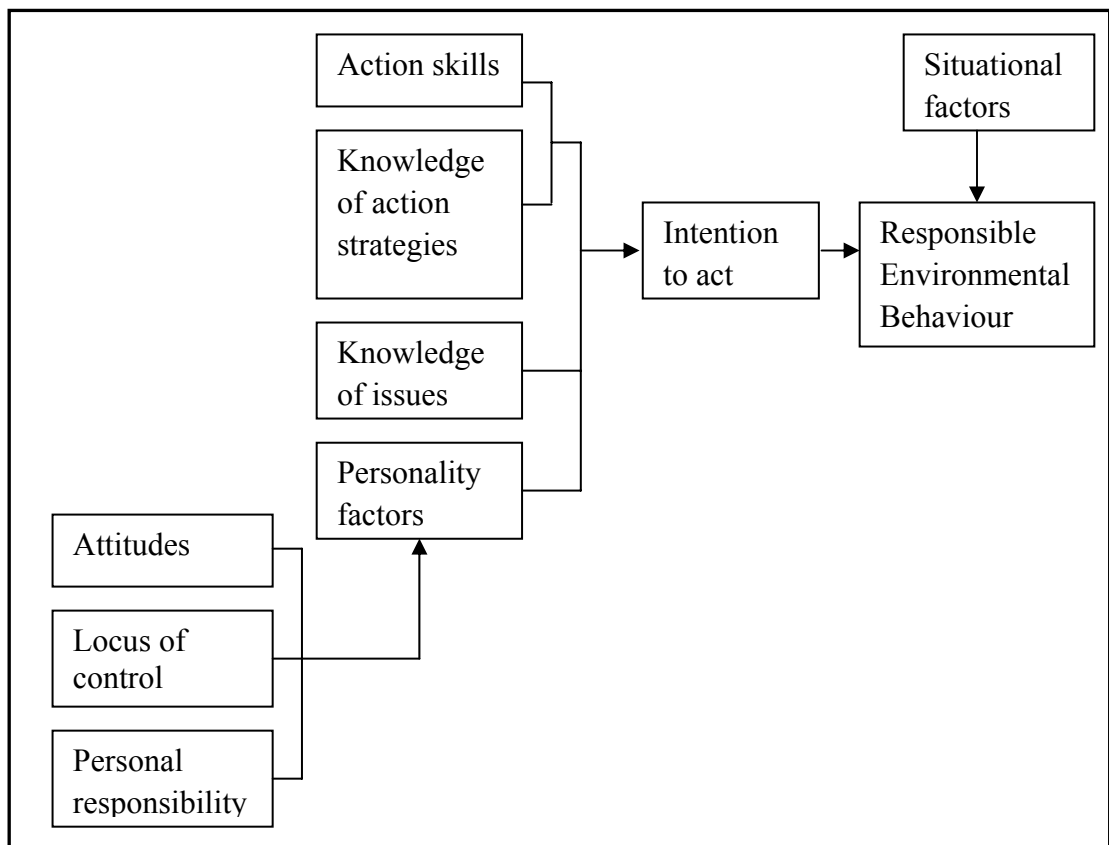 Action skills
Situational
factors
Knowledge
of action
strategies
Intention
to act
Responsible
Environmental
Behaviour
Knowledge
of issues
Personality
factors
Attitudes
Locus of
control
Personal
responsibility